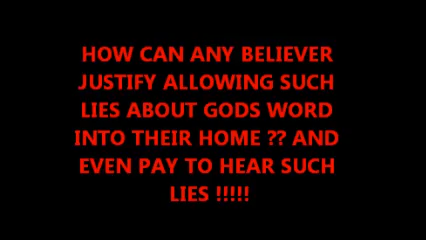 HOW CAN ANY BELIEVER
JUSTIFY ALLOWING SUCH
LIES ABOUT GODS WORD
INTO THEIR HOME ?? AND
EVEN PAY TO HEAR SUCH
LIES !!!!!